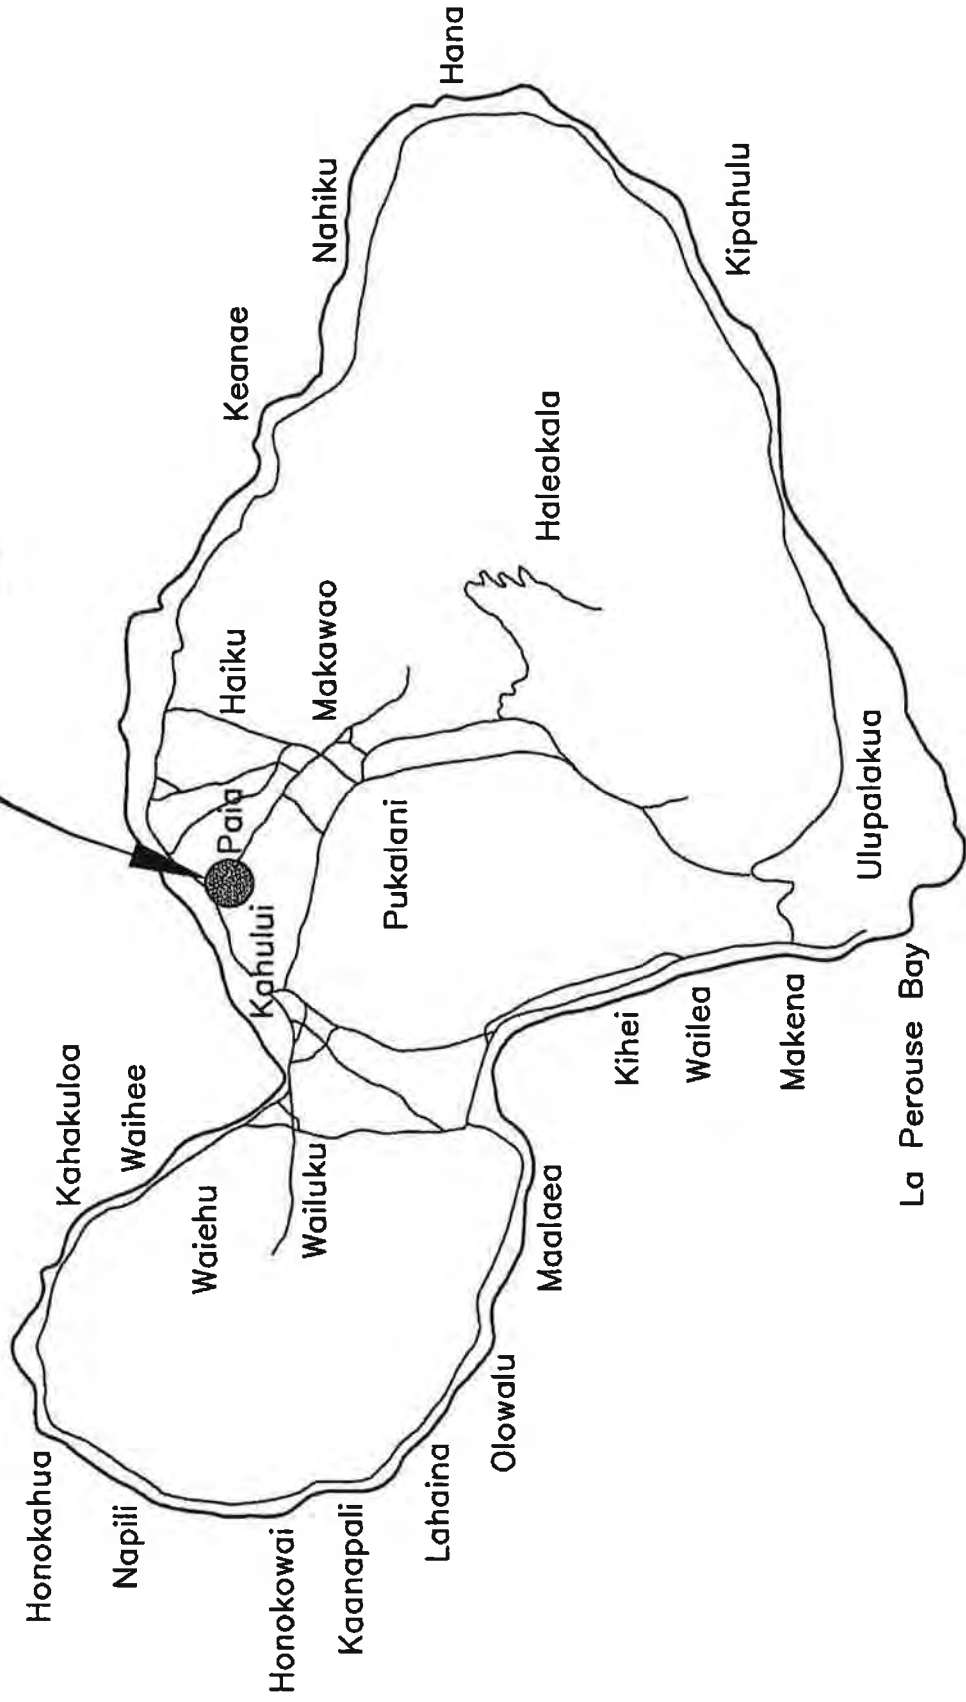 Honokahua
Napili
Honokowai
Kaanapali
Lahaina
Olowalu
Maalaea
Kahakuloa
Waihee
Waiehu
Wailuku
Kahului
Paia
Haiku
Makawao
Pukalani
Keanae
Nahiku
Hana
Haleakala
Kipahulu
Kihei
Wailea
Makena
Ulupalakua
La Perouse Bay